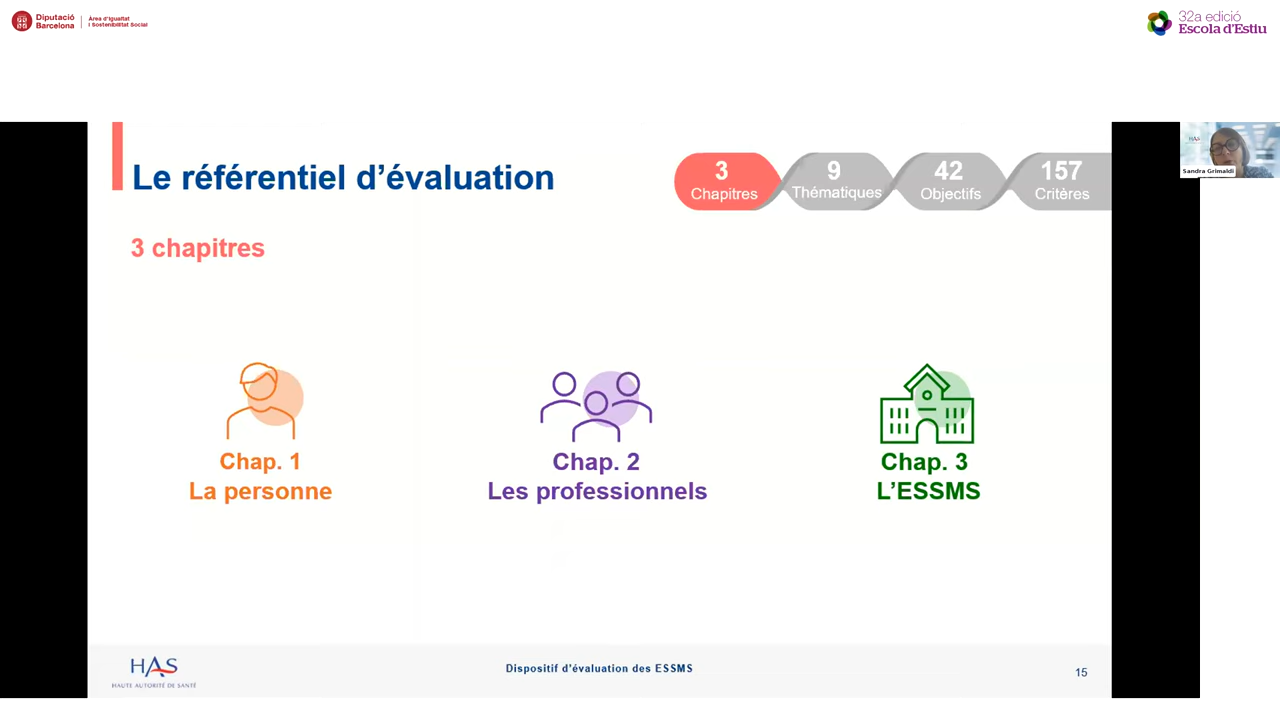 Diputació
Barcelona
Àrea d'Igualtat
i Sostenibilitat Social
32a edició
Escola d'Estiu
Le référentiel d'évaluation
3
Chapitres
9
Thématiques
42
Objectifs
157
Critères
HAS
Sandra Grimaldi
3 chapitres
Chap. 1
La personne
Chap. 2
Les professionnels
Chap. 3
L'ESSMS
HAS
HAUTE AUTORITÉ DE SANTÉ
Dispositif d'évaluation des ESSMS
15